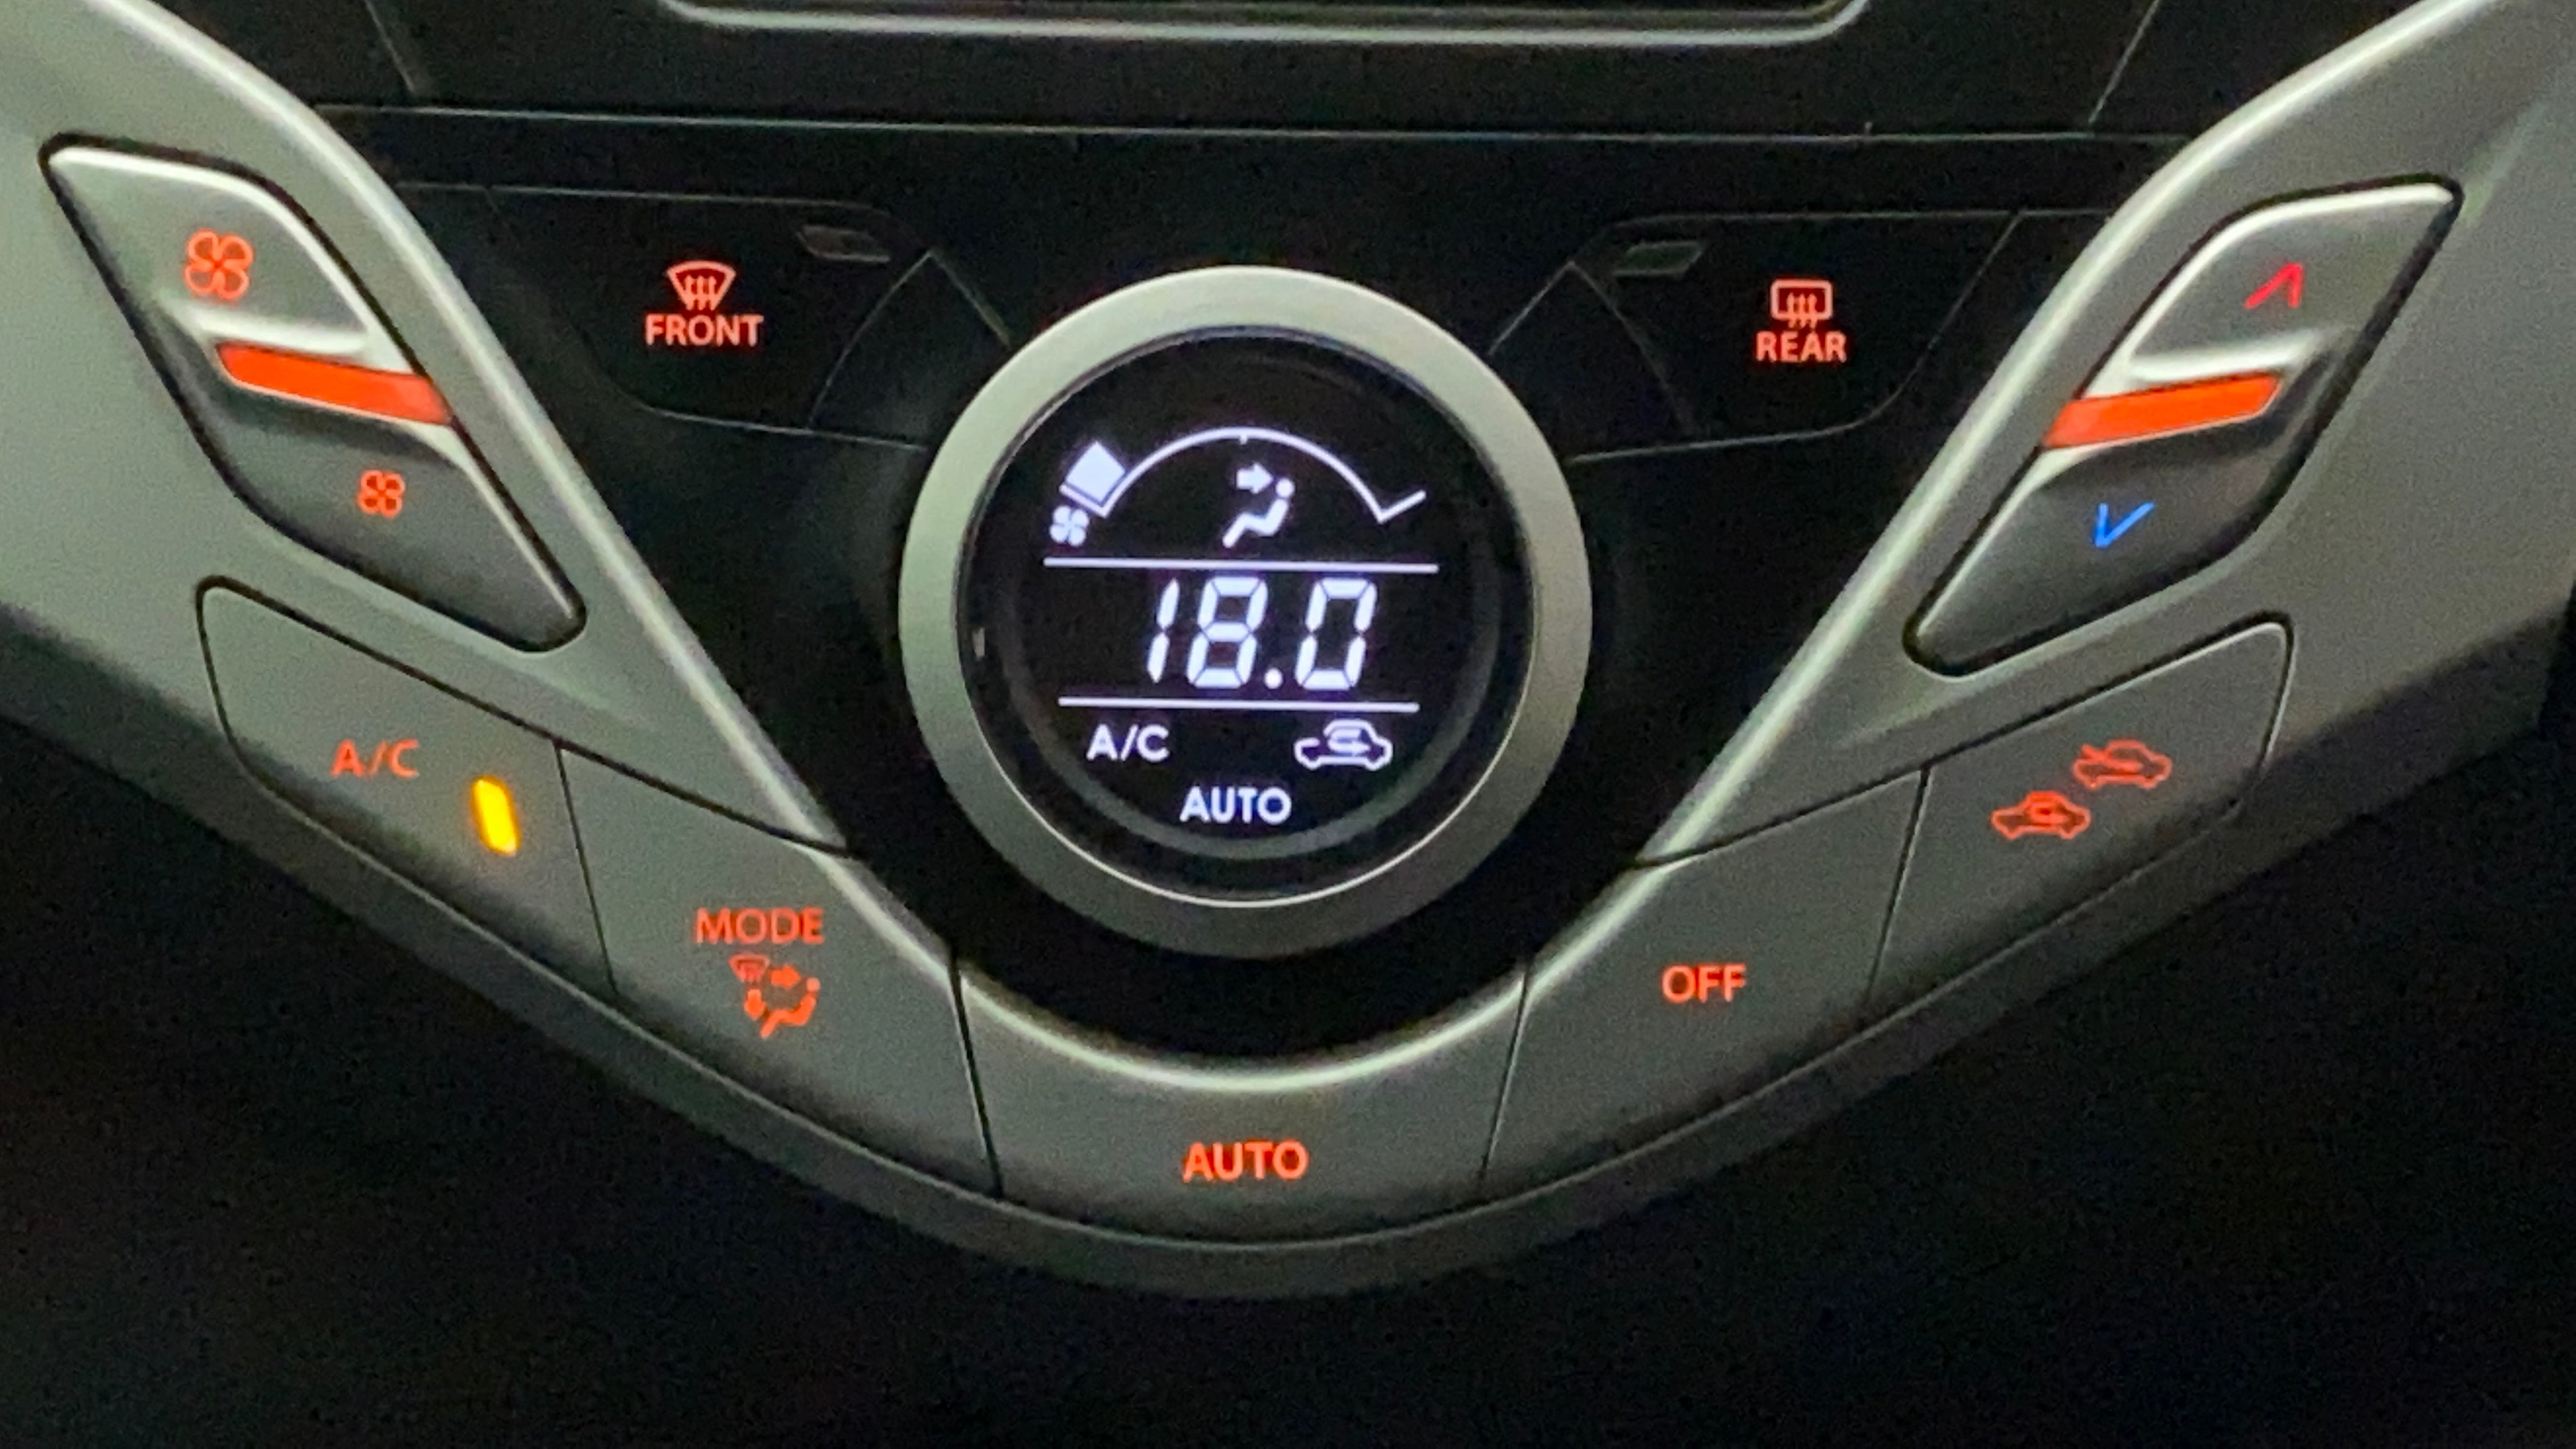 FRONT
REAR
18.0
A/C
AUTO
A/C
MODE
OFF
AUTO